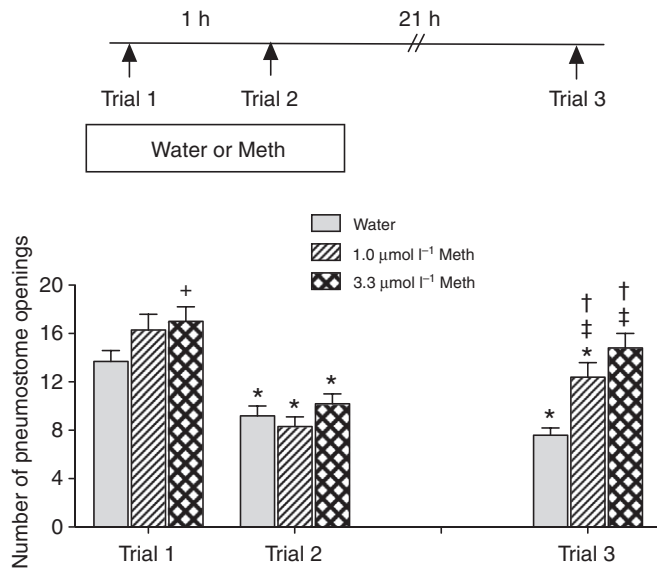 1 h 21 h
Trial 1 Trial 2 Trial 3
Water or Meth
Water
1.0 μmol l⁻¹ Meth
3.3 μmol l⁻¹ Meth
Number of pneumostome openings
20
16
12
8
4
0
+
* * *
* † ‡ * † ‡
Trial 1 Trial 2 Trial 3